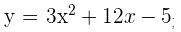 y = 3x² + 12x − 5;